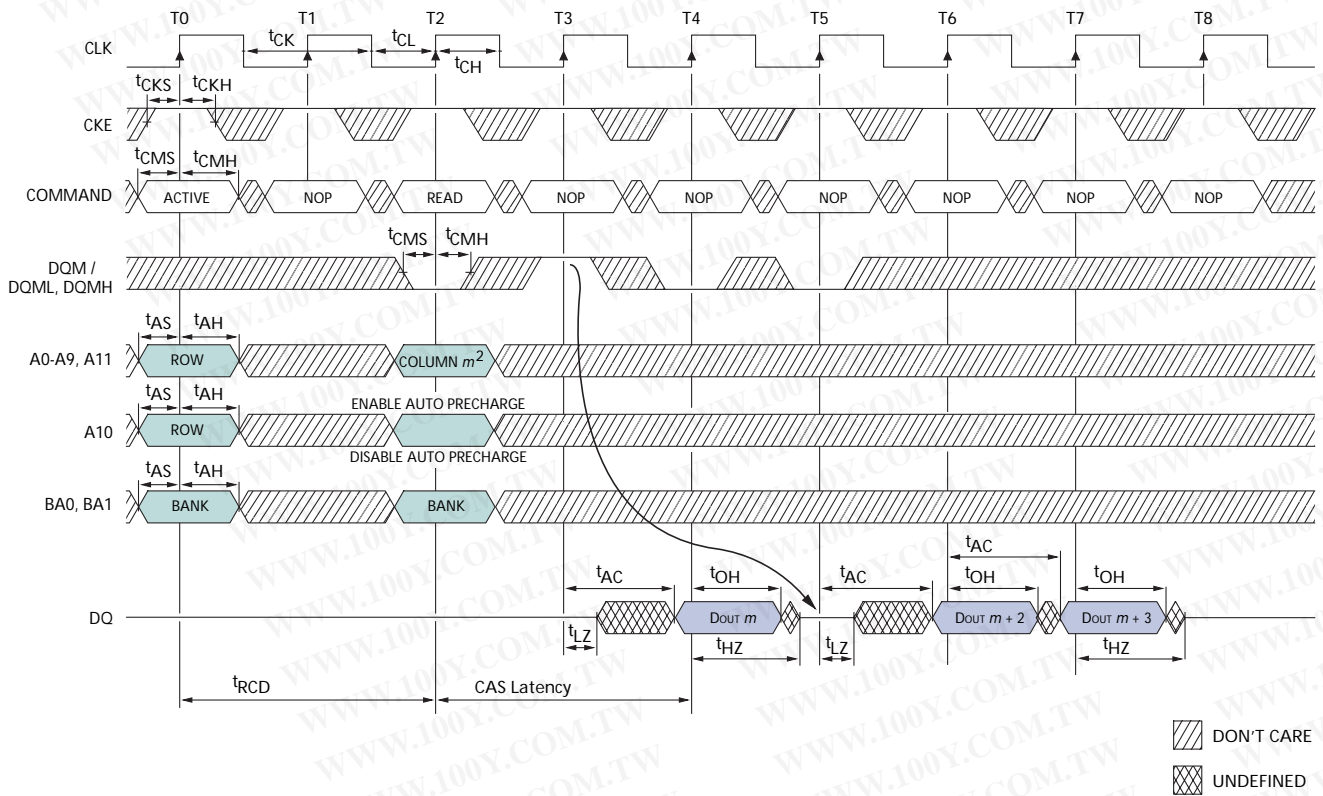 T0 T1 T2 T3 T4 T5 T6 T7 T8
CLK
tCK tCL
tCH
tCKS tCKH
CKE
tCMS tCMH
COMMAND ACTIVE NOP READ NOP NOP NOP NOP NOP NOP
tCMS tCMH
DQM /
DQML, DQMH
tAS tAH
A0-A9, A11 ROW COLUMN m2
tAS tAH ENABLE AUTO PRECHARGE
A10 ROW
DISABLE AUTO PRECHARGE
tAS tAH
BA0, BA1 BANK BANK
tAC
tAC tOH tAC tOH tOH
DQ DOUT m DOUT m + 2 DOUT m + 3
tLZ tHZ tLZ tHZ
tRCD CAS Latency
DON'T CARE
UNDEFINED
WWW.100Y.COM.TW